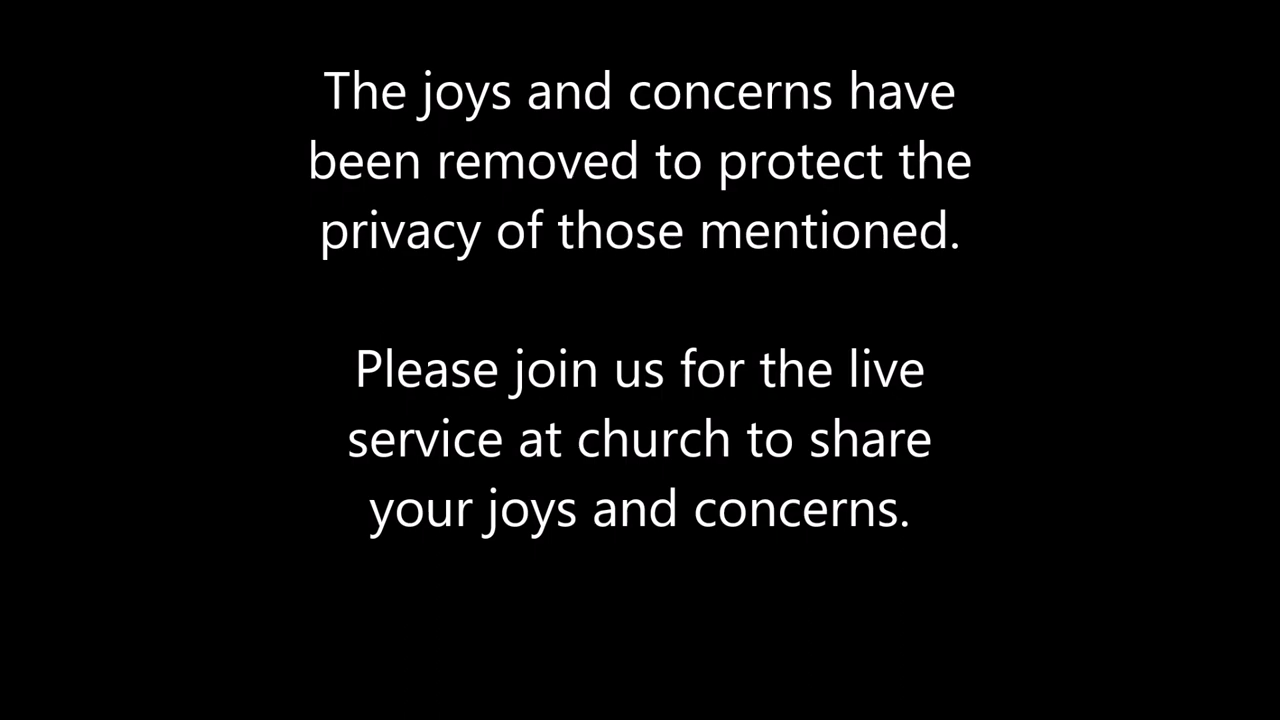 The joys and concerns have
been removed to protect the
privacy of those mentioned.
Please join us for the live
service at church to share
your joys and concerns.